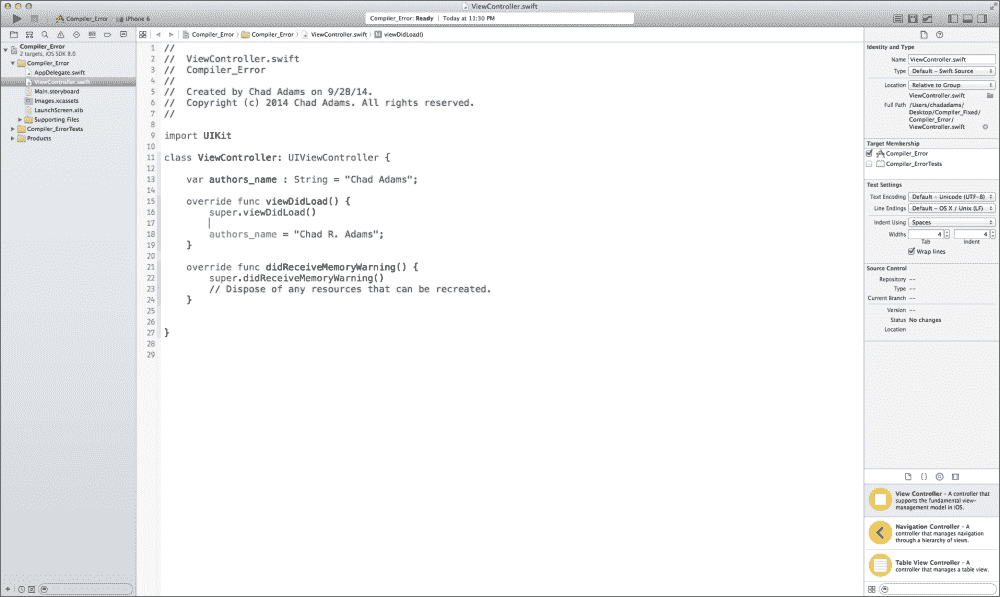 ViewController.swift
Compiler_Error
iPhone 6
Compiler_Error: Ready | Today at 11:30 PM
Compiler_Error
2 targets, iOS SDK 8.0
Compiler_Error
AppDelegate.swift
ViewController.swift
Main.storyboard
Images.xcassets
LaunchScreen.xib
Supporting Files
Compiler_ErrorTests
Products
Compiler_Error
Compiler_Error
ViewController.swift
viewDidLoad()
1 //
2 //  ViewController.swift
3 //  Compiler_Error
4 //
5 //  Created by Chad Adams on 9/28/14.
6 //  Copyright (c) 2014 Chad Adams. All rights reserved.
7 //
8
9 import UIKit
10
11 class ViewController: UIViewController {
12
13     var authors_name : String = "Chad Adams";
14
15     override func viewDidLoad() {
16         super.viewDidLoad()
17
18         authors_name = "Chad R. Adams";
19     }
20
21     override func didReceiveMemoryWarning() {
22         super.didReceiveMemoryWarning()
23         // Dispose of any resources that can be recreated.
24     }
25
26
27 }
28
29
Identity and Type
Name ViewController.swift
Type Default - Swift Source
Location Relative to Group
ViewController.swift
Full Path /Users/chadadams/
Desktop/Compiler_Fixed/
Compiler_Error/
ViewController.swift
Target Membership
Compiler_Error
Compiler_ErrorTests
Text Settings
Text Encoding Default - Unicode (UTF-8)
Line Endings Default - OS X / Unix (LF)
Indent Using Spaces
Widths 4 4
Tab Indent
Wrap lines
Source Control
Repository --
Type --
Current Branch --
Version --
Status No changes
Location
View Controller - A controller that
supports the fundamental view-
management model in iOS.
Navigation Controller - A
controller that manages navigation
through a hierarchy of views.
Table View Controller - A
controller that manages a table view.